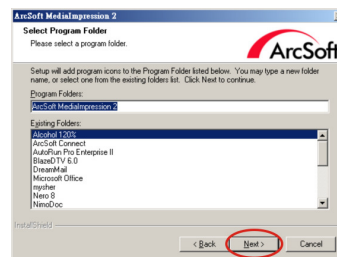 ArcSoft MediaImpression 2
Select Program Folder
Please select a program folder.
ArcSoft
Setup will add program icons to the Program Folder listed below. You may type a new folder
name, or select one from the existing folders list. Click Next to continue.
Program Folders:
ArcSoft MediaImpression 2
Existing Folders:
Alcohol 120%
ArcSoft Connect
AutoRun Pro Enterprise II
BlazeDTV 6.0
DreamMail
Microsoft Office
mysher
Nero 8
NimoDoc
InstallShield
< Back
Next >
Cancel